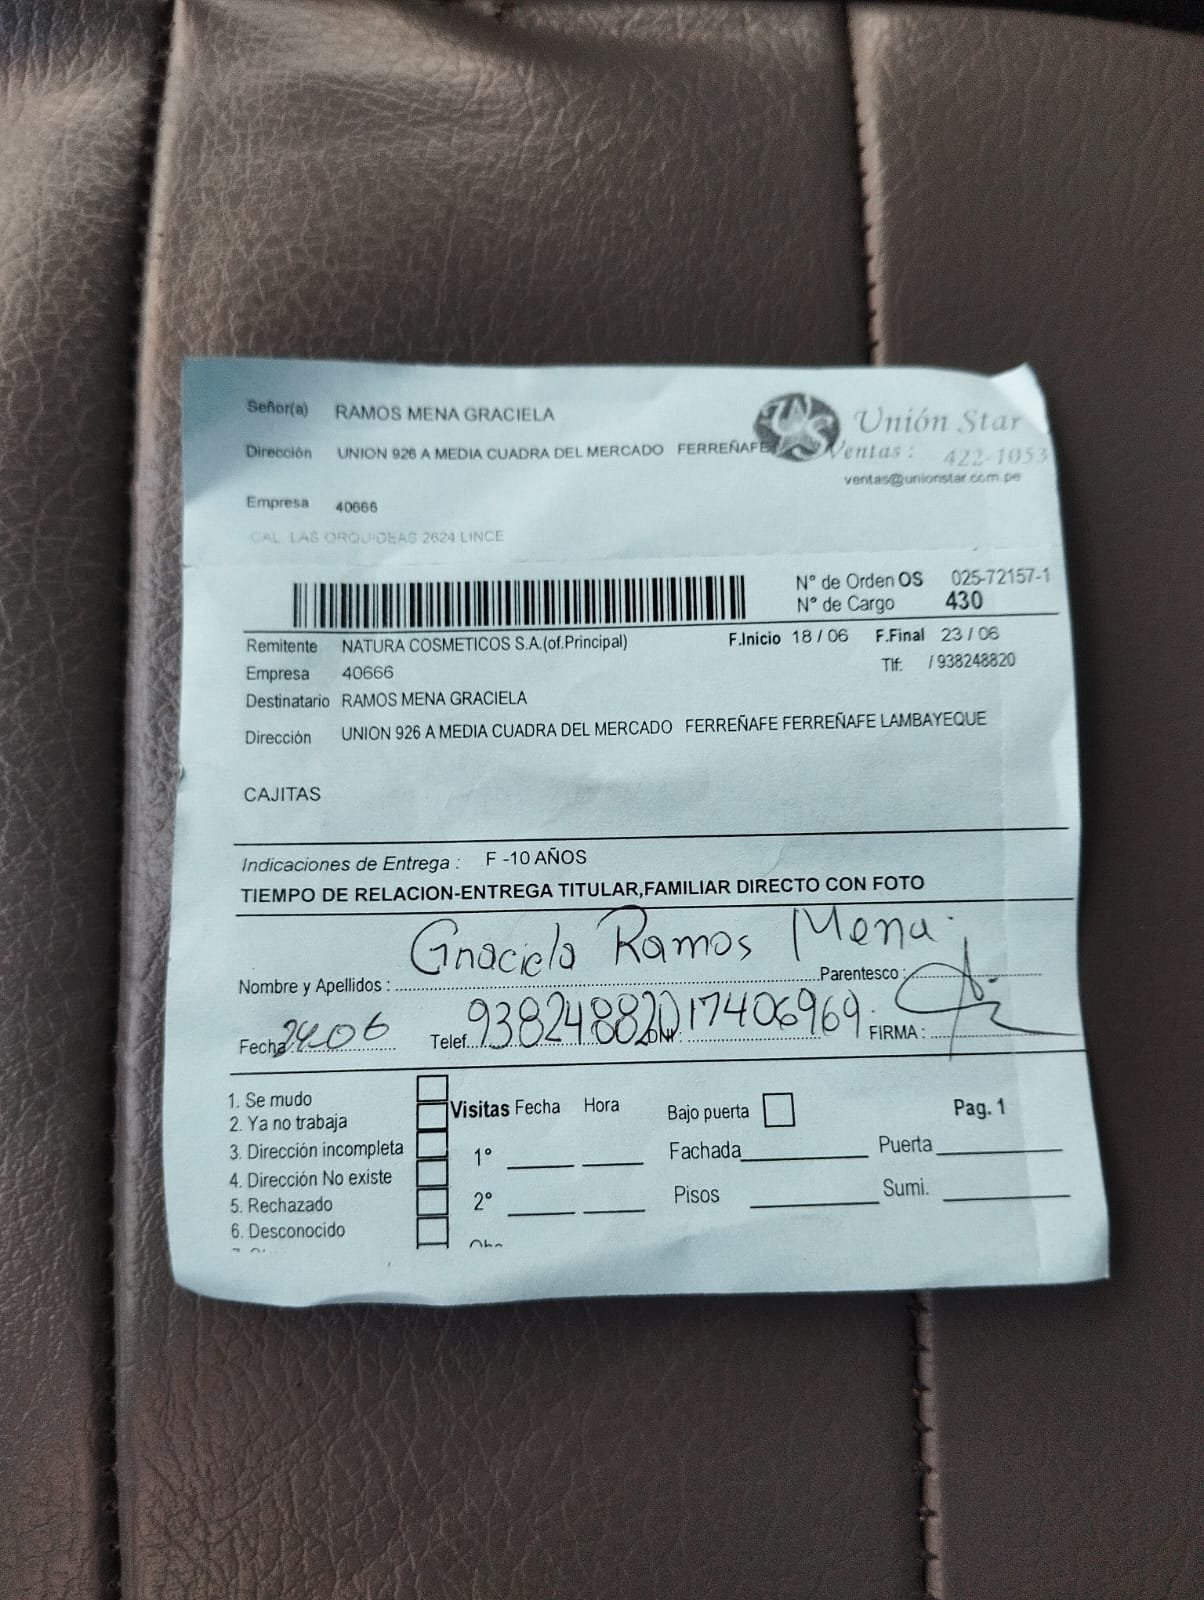 Señor(a) RAMOS MENA GRACIELA
Unión Star
Dirección UNION 926 A MEDIA CUADRA DEL MERCADO FERREÑAFE
Ventas: 422-1053
ventas@unionstar.com.pe
Empresa 40666
CAL. LAS ORQUIDEAS 2624 LINCE
N° de Orden OS 025-72157-1
N° de Cargo 430
Remitente NATURA COSMETICOS S.A.(of.Principal) F.Inicio 18 / 06 F.Final 23 / 06
Empresa 40666 Tlf: / 938248820
Destinatario RAMOS MENA GRACIELA
Dirección UNION 926 A MEDIA CUADRA DEL MERCADO FERREÑAFE FERREÑAFE LAMBAYEQUE
CAJITAS
Indicaciones de Entrega : F -10 AÑOS
TIEMPO DE RELACION-ENTREGA TITULAR,FAMILIAR DIRECTO CON FOTO
Nombre y Apellidos : Graciela Ramos Mena Parentesco :
Fecha 24 06 Telef. 938248820 DNI: 17406969 FIRMA :
1. Se mudo
2. Ya no trabaja
3. Dirección incompleta
4. Dirección No existe
5. Rechazado
6. Desconocido
Visitas Fecha Hora Bajo puerta Pag. 1
1° Fachada Puerta
2° Pisos Sumi.